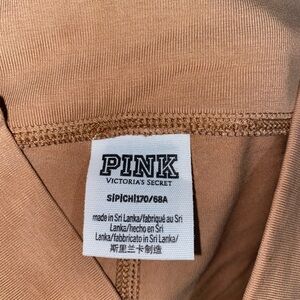 PINK
VICTORIA'S SECRET
S|P|PICH|170/68A
made in Sri Lanka/fabriqué au Sri
Lanka/hecho en Sri
Lanka/fabbricato in Sri Lanka/
斯里兰卡制造